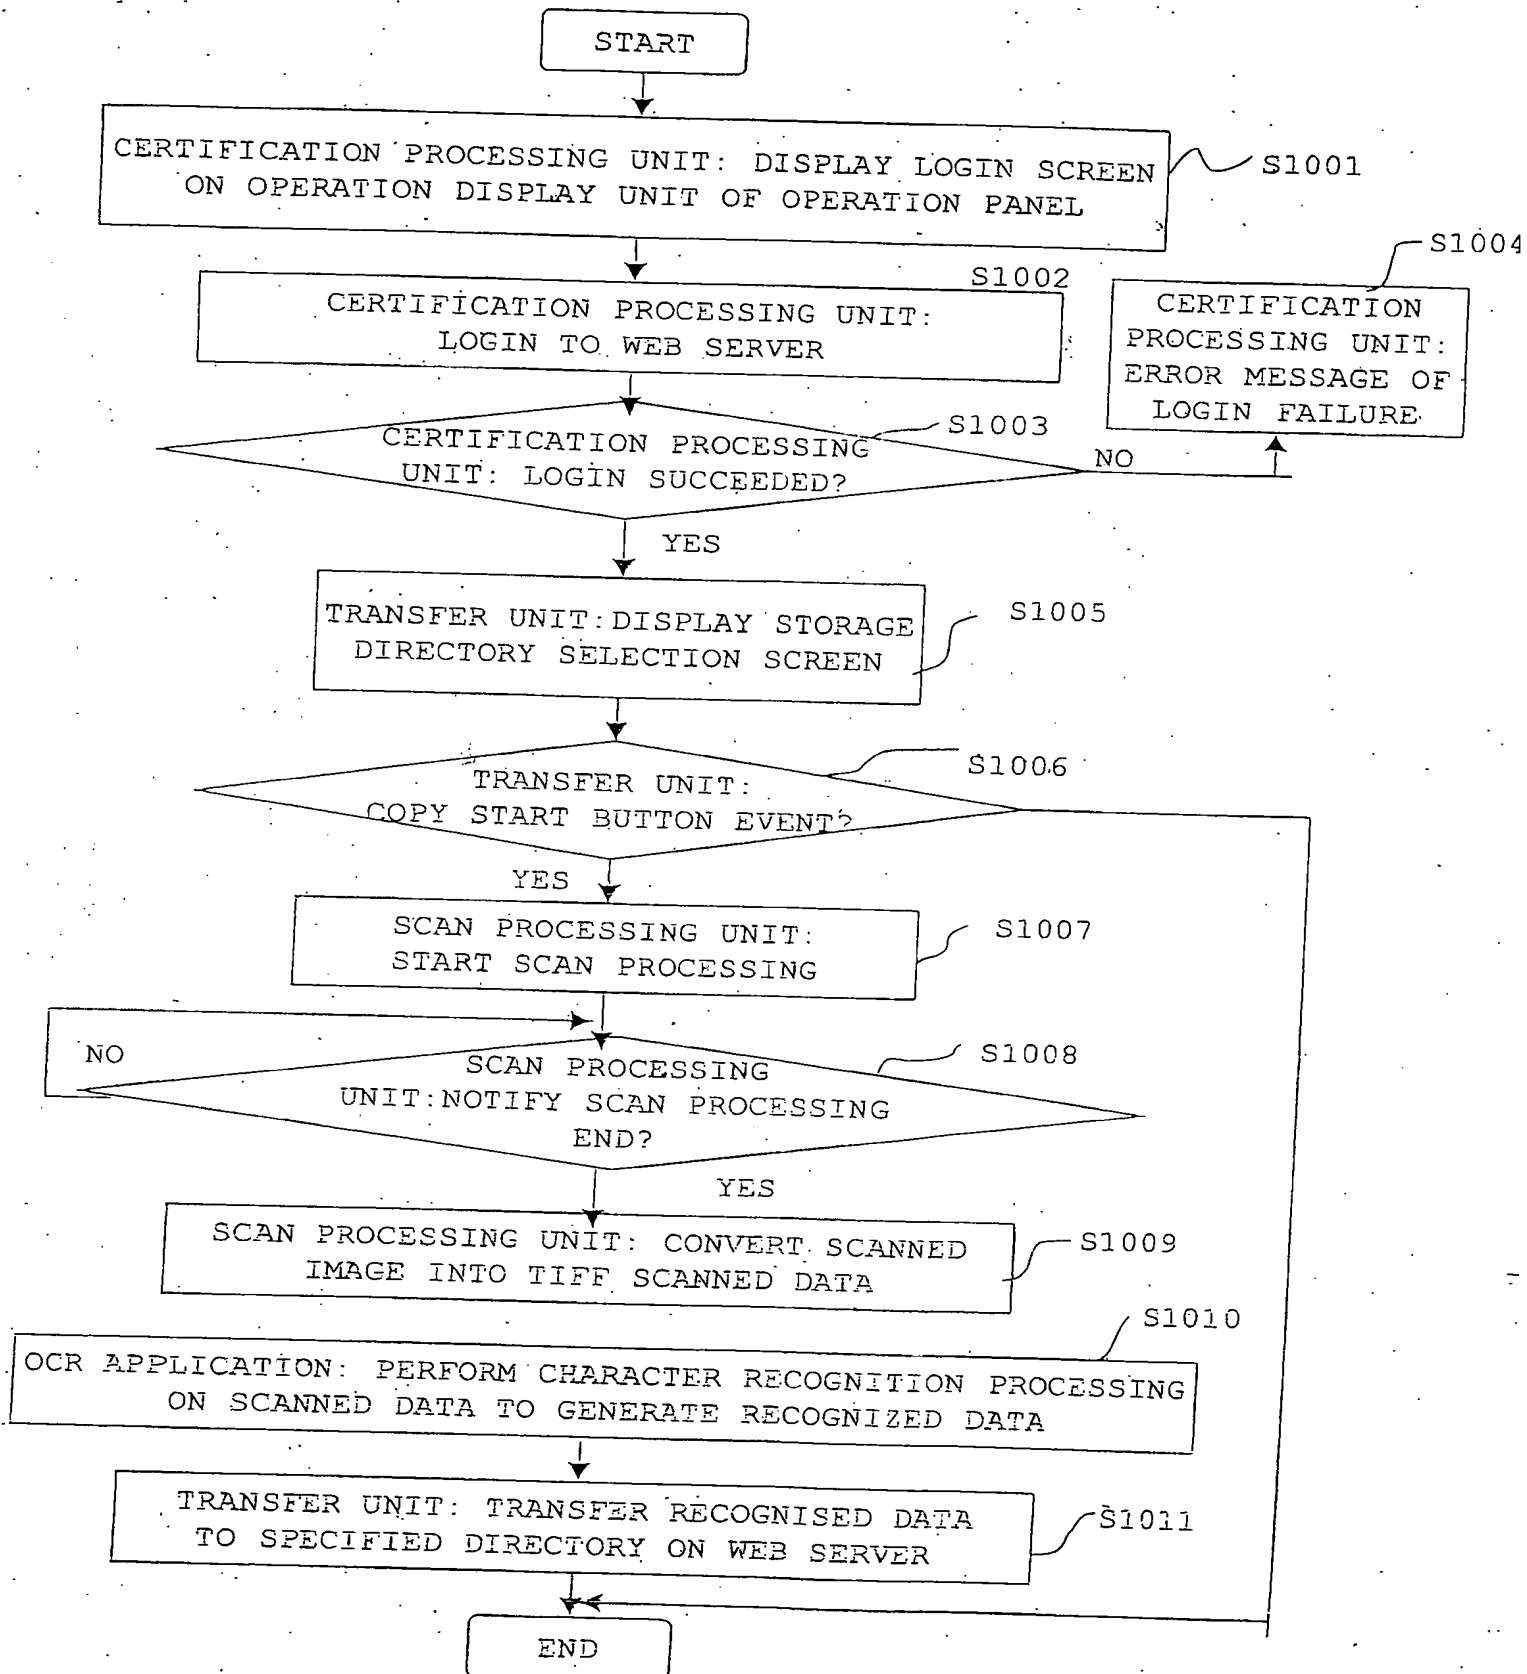 START
CERTIFICATION PROCESSING UNIT: DISPLAY LOGIN SCREEN
ON OPERATION DISPLAY UNIT OF OPERATION PANEL
S1001
S1004
S1002
CERTIFICATION PROCESSING UNIT:
LOGIN TO WEB SERVER
CERTIFICATION
PROCESSING UNIT:
ERROR MESSAGE OF
LOGIN FAILURE
S1003
CERTIFICATION PROCESSING
UNIT: LOGIN SUCCEEDED?
NO
YES
TRANSFER UNIT:DISPLAY STORAGE
DIRECTORY SELECTION SCREEN
S1005
S1006
TRANSFER UNIT:
COPY START BUTTON EVENT?
YES
SCAN PROCESSING UNIT:
START SCAN PROCESSING
S1007
NO
S1008
SCAN PROCESSING
UNIT:NOTIFY SCAN PROCESSING
END?
YES
SCAN PROCESSING UNIT: CONVERT SCANNED
IMAGE INTO TIFF SCANNED DATA
S1009
S1010
OCR APPLICATION: PERFORM CHARACTER RECOGNITION PROCESSING
ON SCANNED DATA TO GENERATE RECOGNIZED DATA
TRANSFER UNIT: TRANSFER RECOGNISED DATA
TO SPECIFIED DIRECTORY ON WEB SERVER
S1011
END